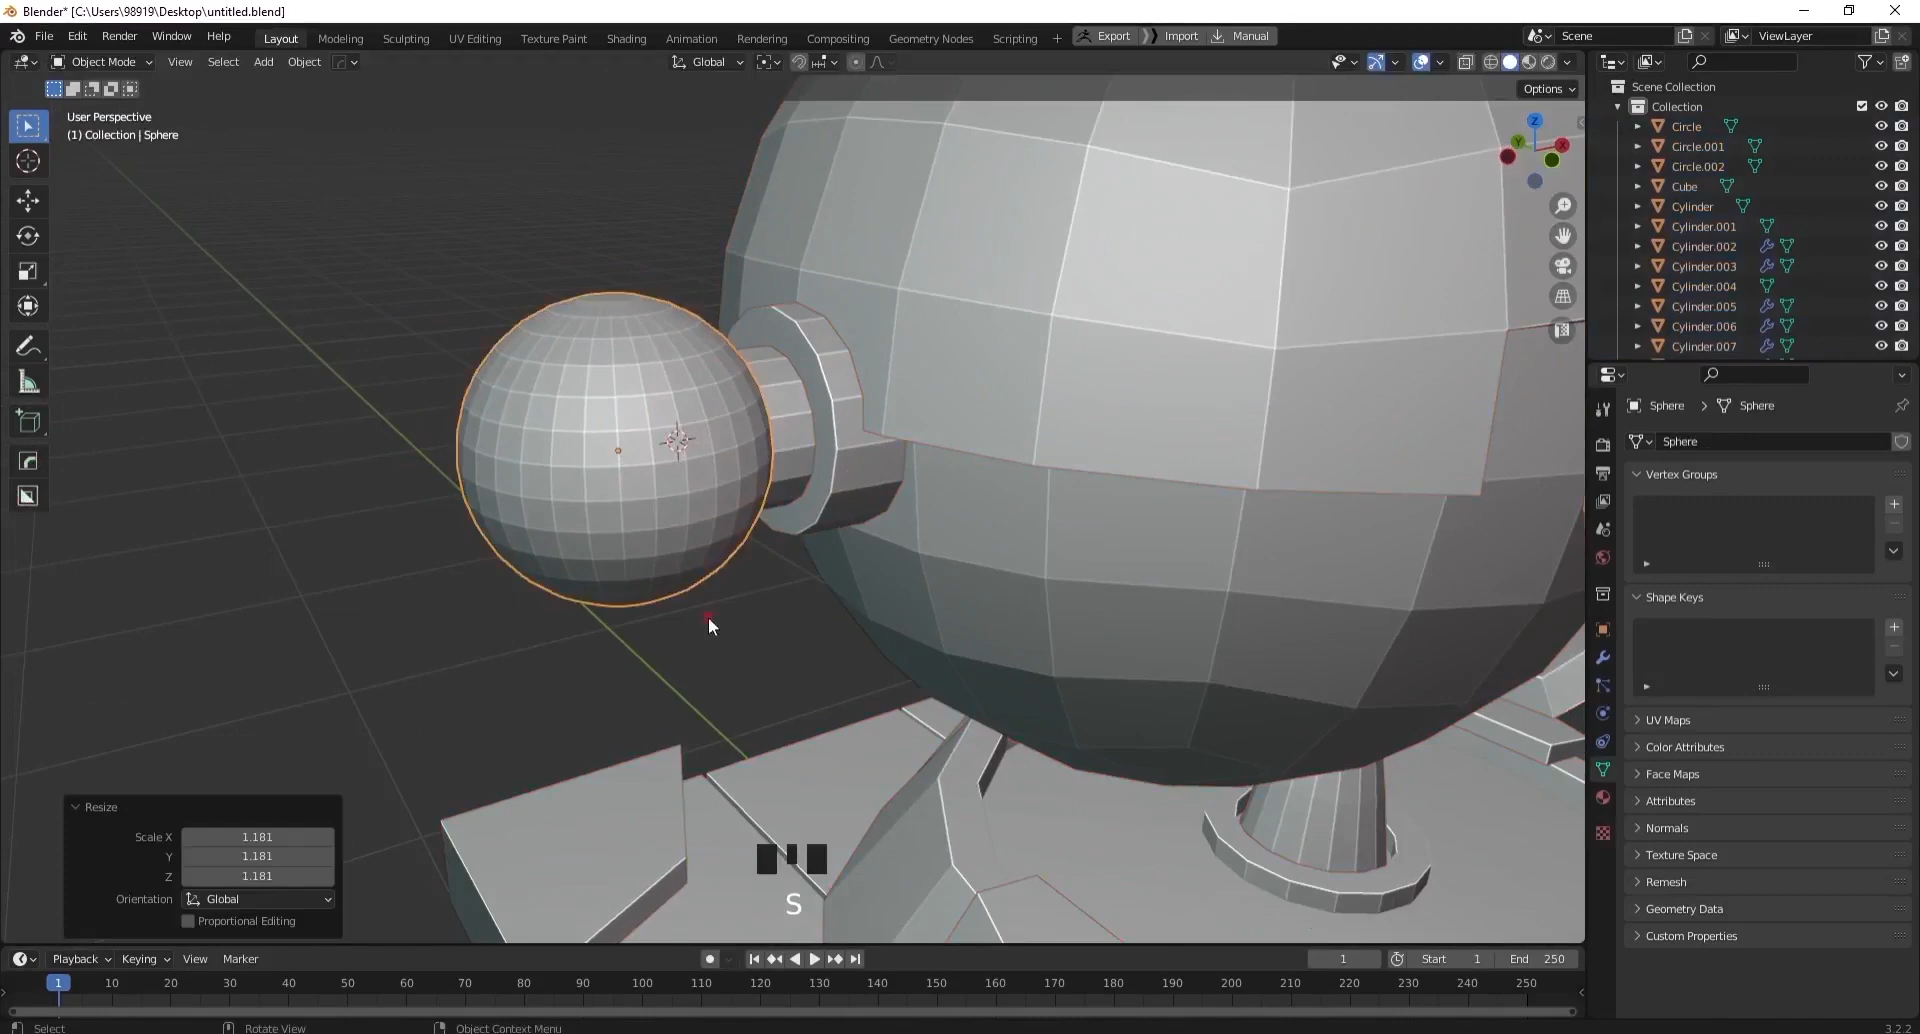 Blender* [C:\Users\98919\Desktop\untitled.blend]
File Edit Render Window Help
Layout Modeling Sculpting UV Editing Texture Paint Shading Animation Rendering Compositing Geometry Nodes Scripting +
Export Import Manual
Scene
ViewLayer
Object Mode View Select Add Object
Global
Options
User Perspective
(1) Collection | Sphere
Z
Y
X
Scene Collection
Collection
Circle
Circle.001
Circle.002
Cube
Cylinder
Cylinder.001
Cylinder.002
Cylinder.003
Cylinder.004
Cylinder.005
Cylinder.006
Cylinder.007
Sphere > Sphere
Sphere
Vertex Groups
Shape Keys
UV Maps
Color Attributes
Face Maps
Attributes
Normals
Texture Space
Remesh
Geometry Data
Custom Properties
Resize
Scale X 1.181
Y 1.181
Z 1.181
Orientation Global
Proportional Editing
S
Playback Keying View Marker
1
Start 1
End 250
1 10 20 30 40 50 60 70 80 90 100 110 120 130 140 150 160 170 180 190 200 210 220 230 240 250
Select
Rotate View
Object Context Menu
3.2.2